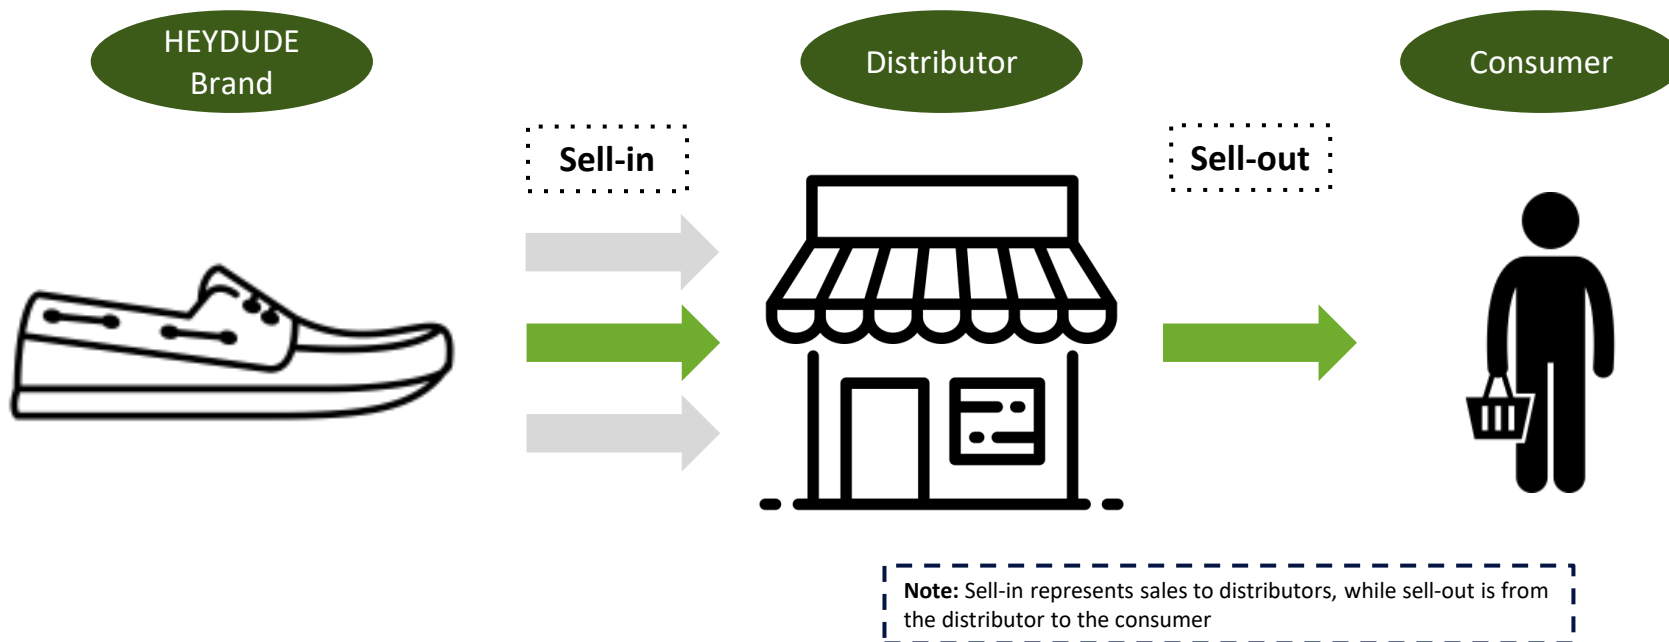 HEYDUDE
Brand
Distributor
Consumer
Sell-in
Sell-out
Note: Sell-in represents sales to distributors, while sell-out is from
the distributor to the consumer